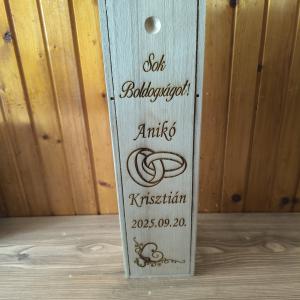 Sok
Boldogságot!
Anikó
Krisztián
2025.09.20.